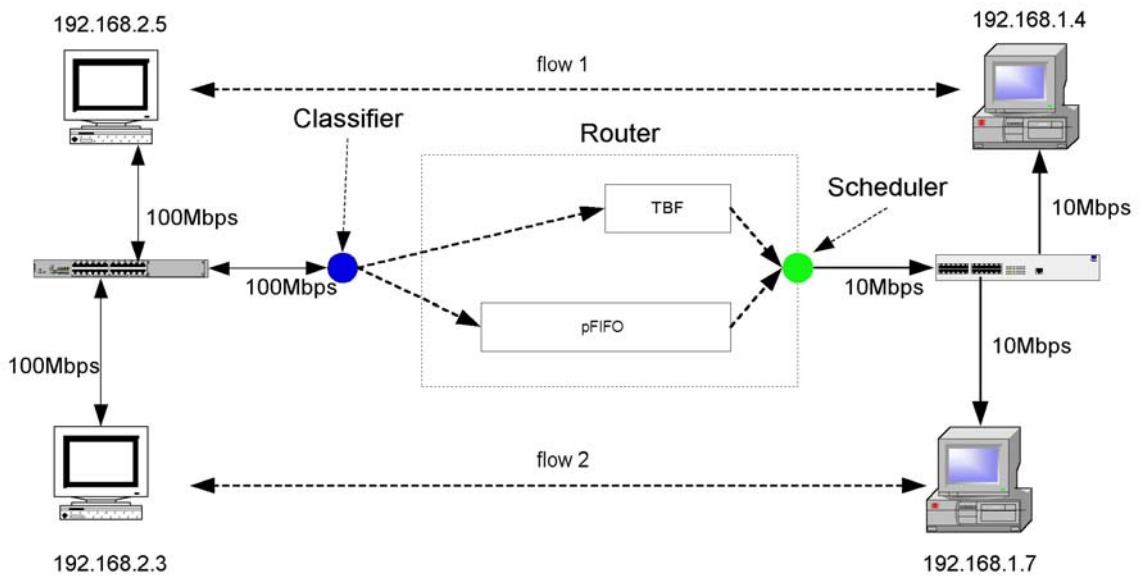 192.168.2.5
192.168.1.4
flow 1
Classifier
Router
Scheduler
TBF
100Mbps
10Mbps
100Mbps
10Mbps
pFIFO
10Mbps
100Mbps
flow 2
192.168.2.3
192.168.1.7